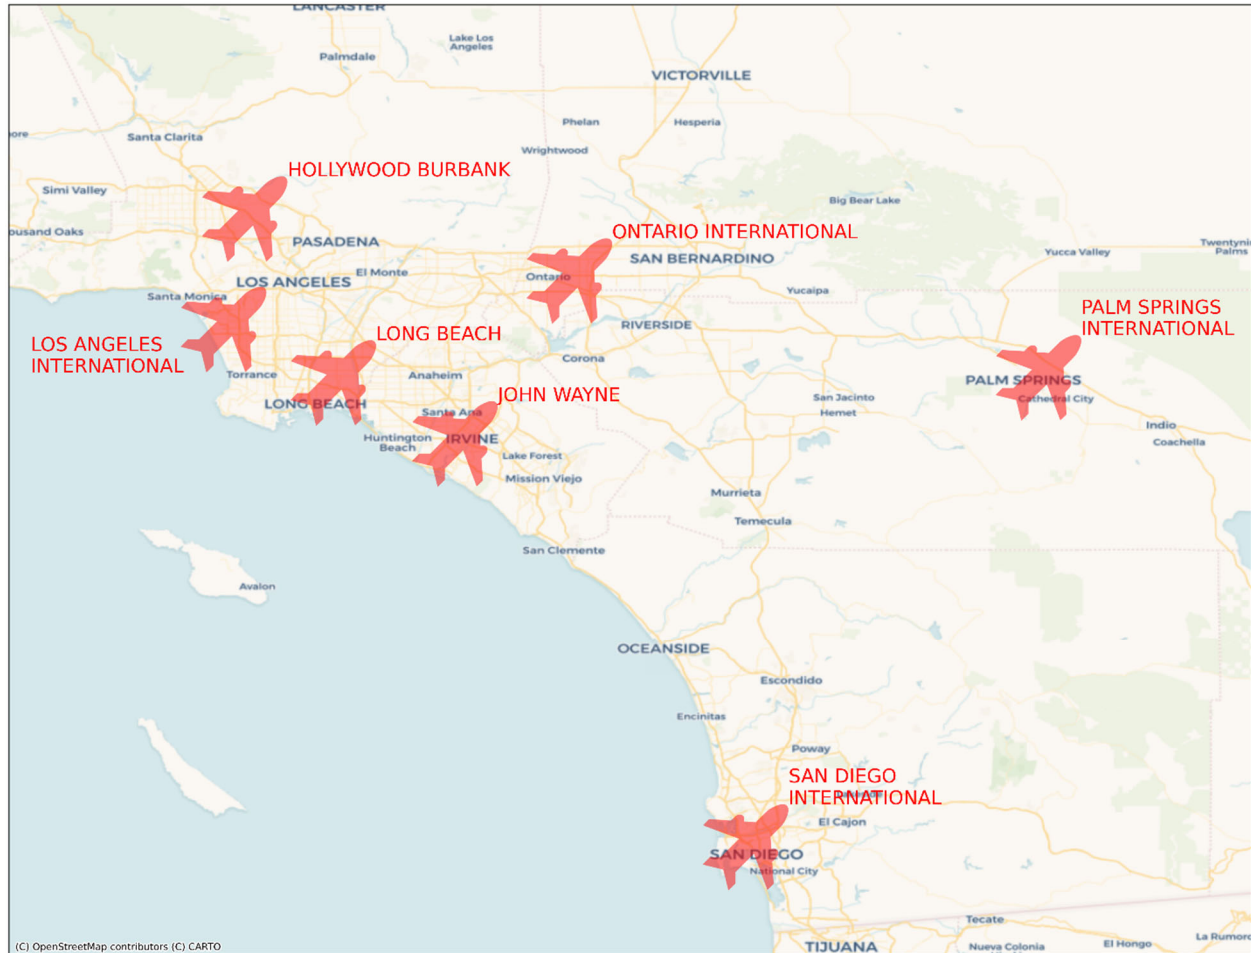 LANCASTER
Lake Los
Angeles
Palmdale
VICTORVILLE
Phelan
Hesperia
Santa Clarita
Wrightwood
HOLLYWOOD BURBANK
Simi Valley
Big Bear Lake
ousand Oaks
PASADENA
ONTARIO INTERNATIONAL
Twentynin
Palms
Yucca Valley
SAN BERNARDINO
El Monte
Ontario
LOS ANGELES
Yucaipa
Santa Monica
PALM SPRINGS
INTERNATIONAL
RIVERSIDE
LONG BEACH
LOS ANGELES
INTERNATIONAL
Corona
Torrance
Anaheim
PALM SPRINGS
Cathedral City
JOHN WAYNE
San Jacinto
Hemet
LONG BEACH
Santa Ana
Indio
Huntington
Beach
IRVINE
Coachella
Lake Forest
Mission Viejo
Murrieta
Temecula
San Clemente
Avalon
OCEANSIDE
Escondido
Encinitas
Poway
SAN DIEGO
INTERNATIONAL
El Cajon
SAN DIEGO
National City
Tecate
La Rumoro
(C) OpenStreetMap contributors (C) CARTO
TIJUANA
Nueva Colonia
El Hongo